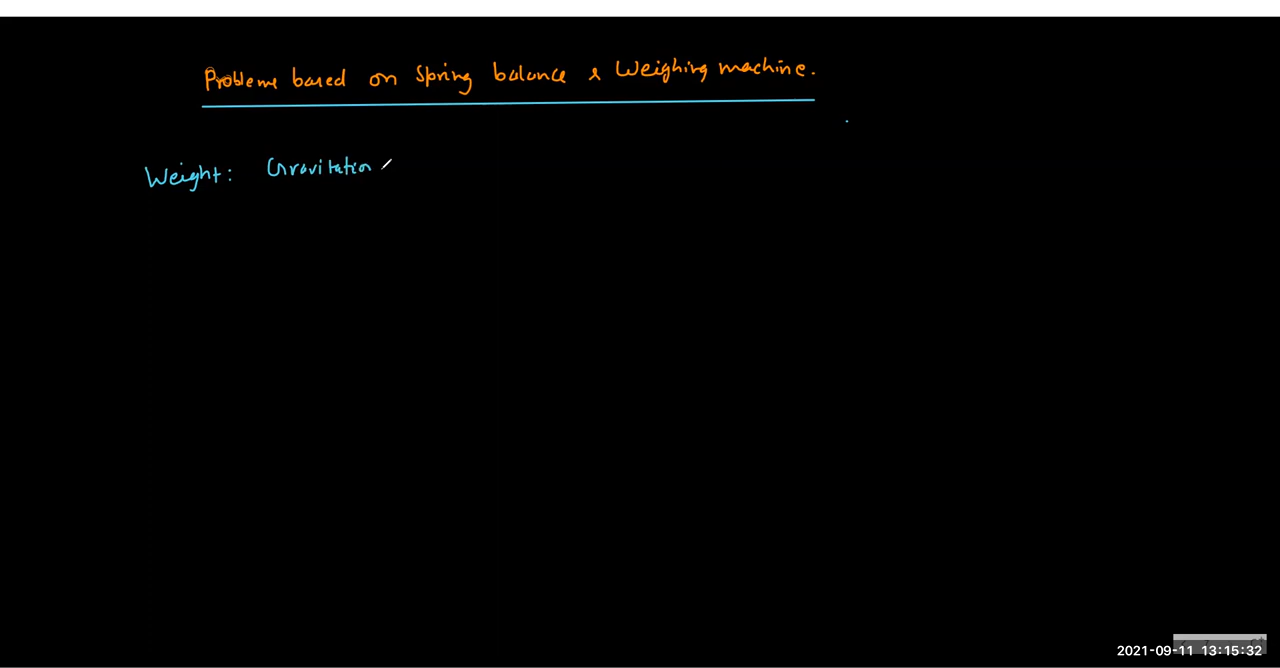 Problems based on Spring balance & Weighing machine.
Weight: Gravitation
2021-09-11 13:15:32